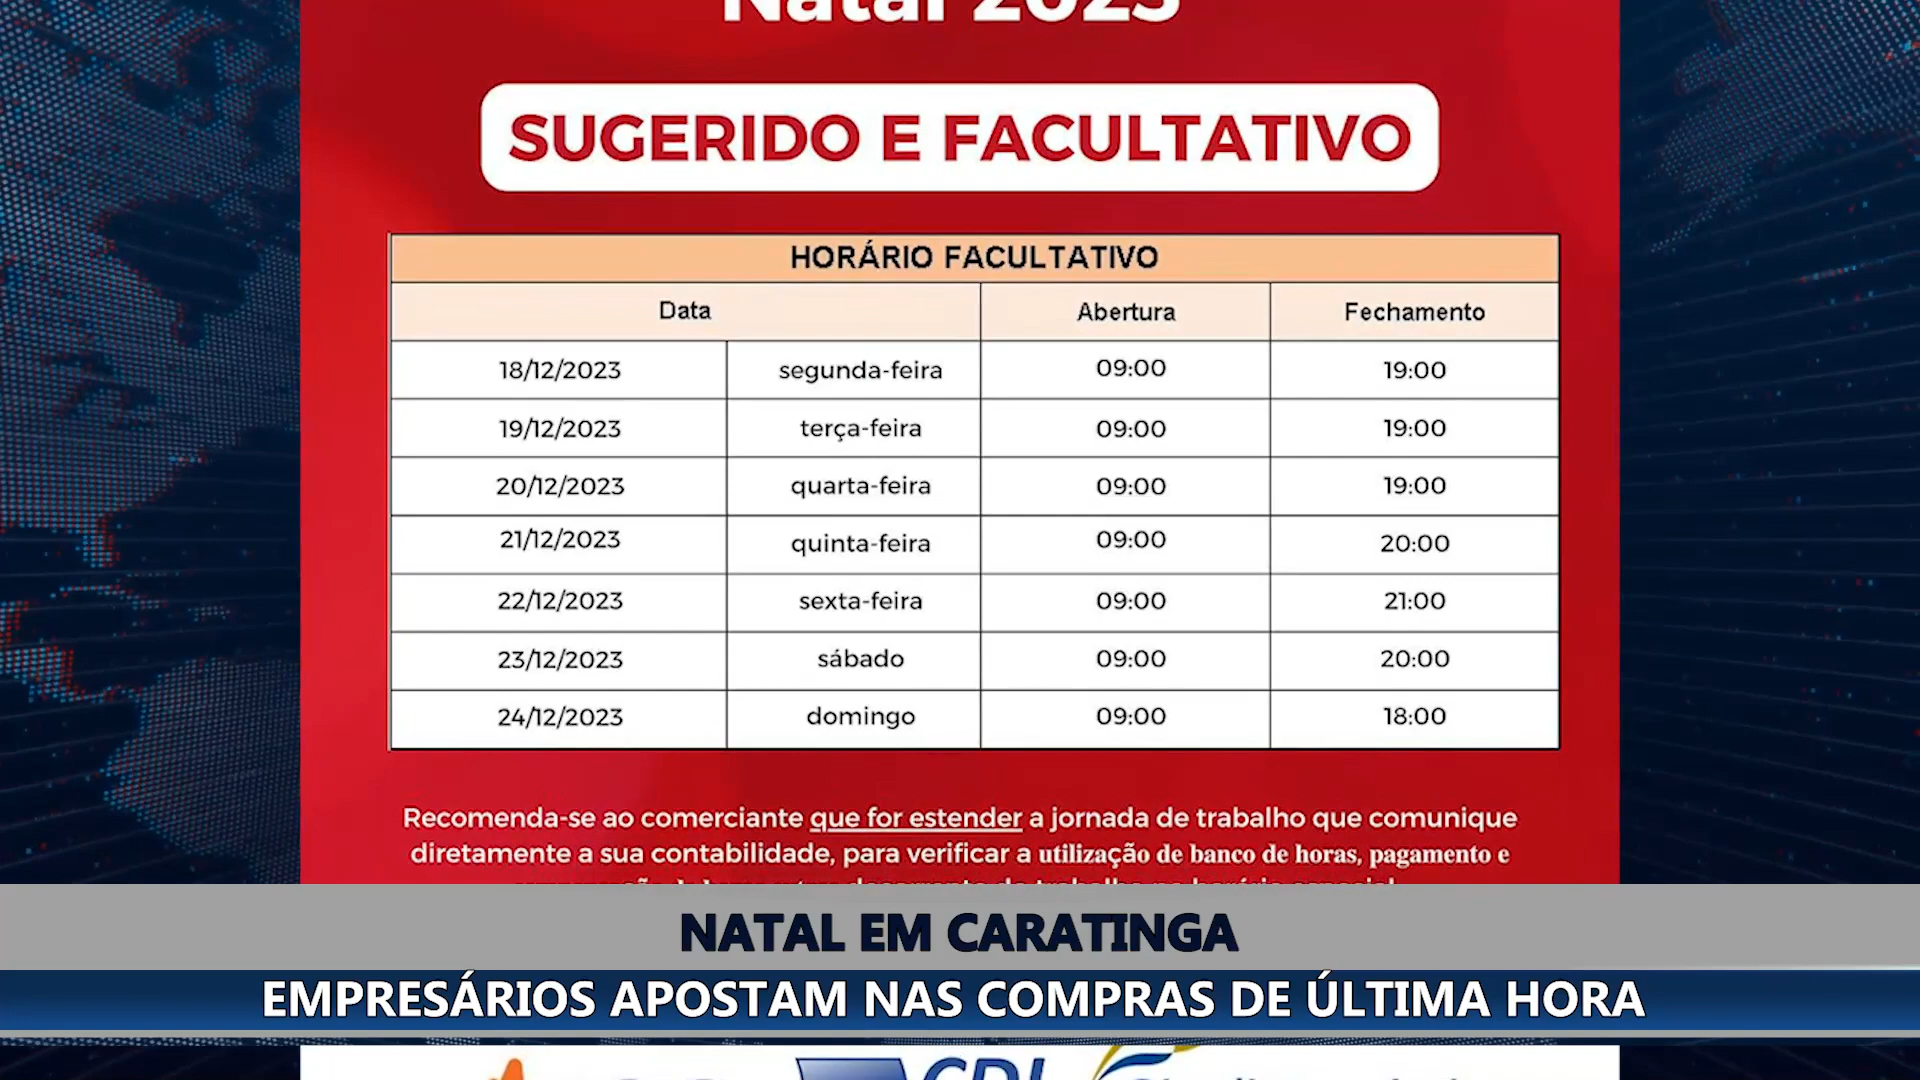 Natal 2023
SUGERIDO E FACULTATIVO
HORÁRIO FACULTATIVO
Data Abertura Fechamento
18/12/2023 segunda-feira 09:00 19:00
19/12/2023 terça-feira 09:00 19:00
20/12/2023 quarta-feira 09:00 19:00
21/12/2023 quinta-feira 09:00 20:00
22/12/2023 sexta-feira 09:00 21:00
23/12/2023 sábado 09:00 20:00
24/12/2023 domingo 09:00 18:00
Recomenda-se ao comerciante que for estender a jornada de trabalho que comunique
diretamente a sua contabilidade, para verificar a utilização de banco de horas, pagamento e
NATAL EM CARATINGA
EMPRESÁRIOS APOSTAM NAS COMPRAS DE ÚLTIMA HORA
CDL